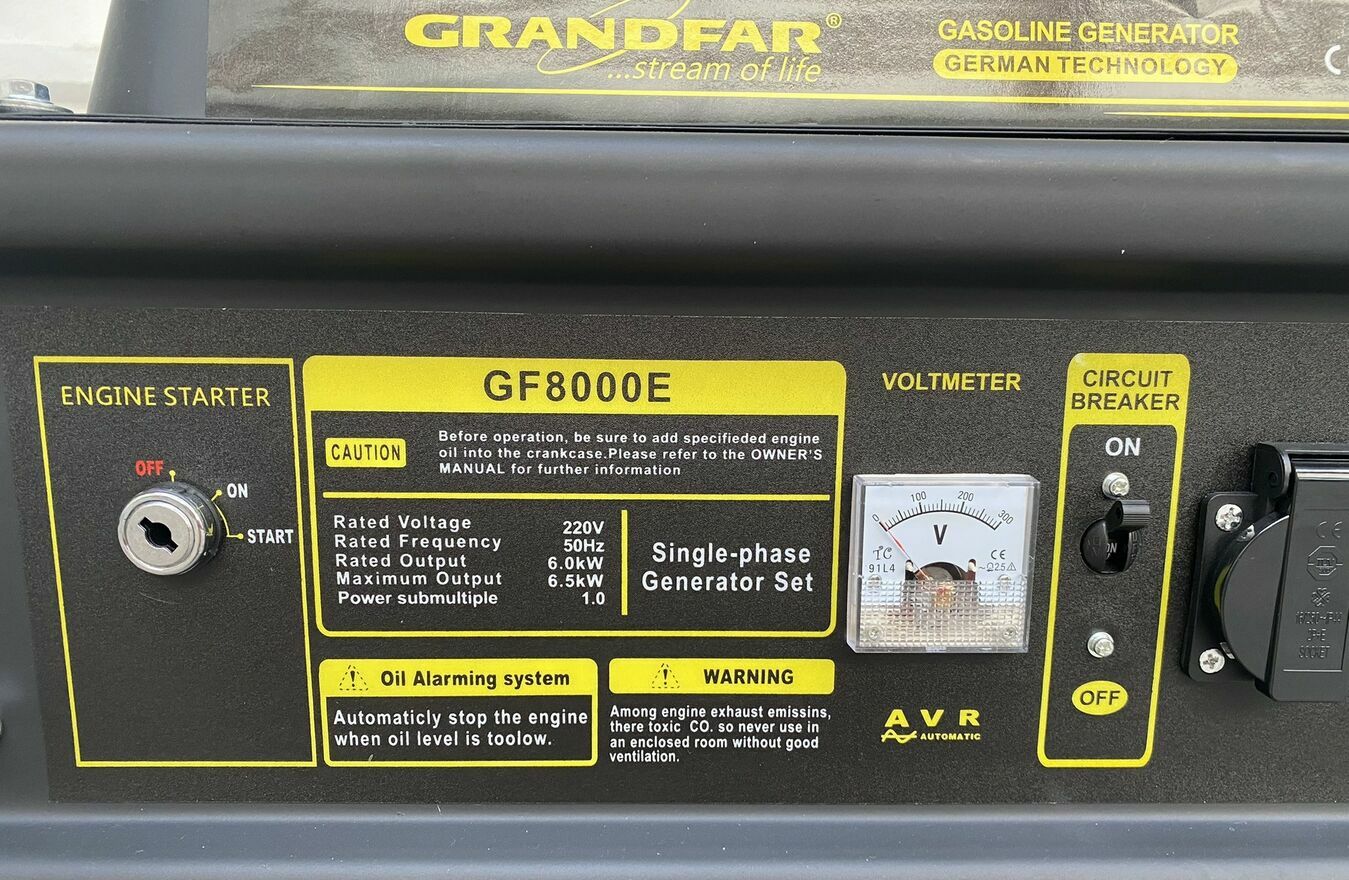 GRANDFAR®
...stream of life
GASOLINE GENERATOR
GERMAN TECHNOLOGY
ENGINE STARTER
OFF
ON
START
GF8000E
CAUTION
Before operation, be sure to add specifieded engine
oil into the crankcase.Please refer to the OWNER'S
MANUAL for further information
Rated Voltage 220V
Rated Frequency 50Hz
Rated Output 6.0kW
Maximum Output 6.5kW
Power submultiple 1.0
Single-phase
Generator Set
Oil Alarming system
Automaticly stop the engine
when oil level is toolow.
WARNING
Among engine exhaust emissins,
there toxic CO. so never use in
an enclosed room without good
ventilation.
VOLTMETER
0 100 200 300
V
91L4
CE
~ 2.5
AVR
AUTOMATIC
CIRCUIT
BREAKER
ON
ON
OFF
CE
SOCKET